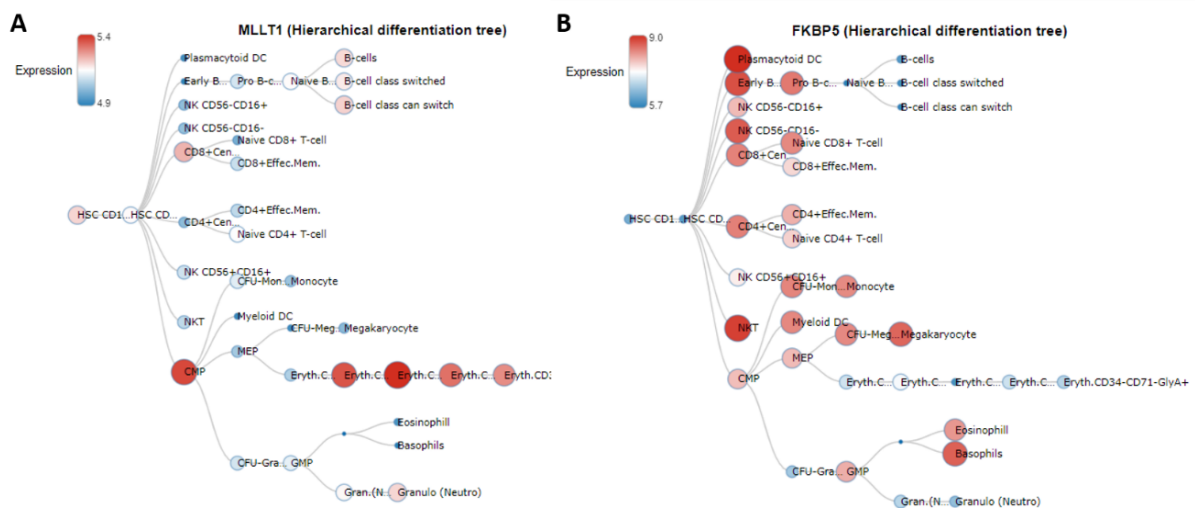 A
MLLT1 (Hierarchical differentiation tree)
5.4
Expression
4.9
Plasmacytoid DC
Early B... Pro B-c... Naive B... B-cells
B-cell class switched
B-cell class can switch
NK CD56-CD16+
NK CD56-CD16-
Naive CD8+ T-cell
CD8+Cen...
CD8+Effec.Mem.
HSC CD1... HSC CD...
CD4+Effec.Mem.
CD4+Cen...
Naive CD4+ T-cell
NK CD56+CD16+
CFU-Mon... Monocyte
NKT
Myeloid DC
CFU-Meg... Megakaryocyte
MEP
CMP
Eryth.C... Eryth.C... Eryth.C... Eryth.C... Eryth.CD3
Eosinophill
Basophils
CFU-Gra... GMP
Gran.(N... Granulo (Neutro)
B
FKBP5 (Hierarchical differentiation tree)
9.0
Expression
5.7
Plasmacytoid DC
Early B... Pro B-c... Naive B... B-cells
B-cell class switched
B-cell class can switch
NK CD56-CD16+
NK CD56-CD16-
Naive CD8+ T-cell
CD8+Cen...
CD8+Effec.Mem.
HSC CD1... HSC CD...
CD4+Effec.Mem.
CD4+Cen...
Naive CD4+ T-cell
NK CD56+CD16+
CFU-Mon... Monocyte
NKT
Myeloid DC
CFU-Meg... Megakaryocyte
MEP
CMP
Eryth.C... Eryth.C... Eryth.C... Eryth.C... Eryth.CD34-CD71-GlyA+
Eosinophill
Basophils
CFU-Gra... GMP
Gran.(N... Granulo (Neutro)